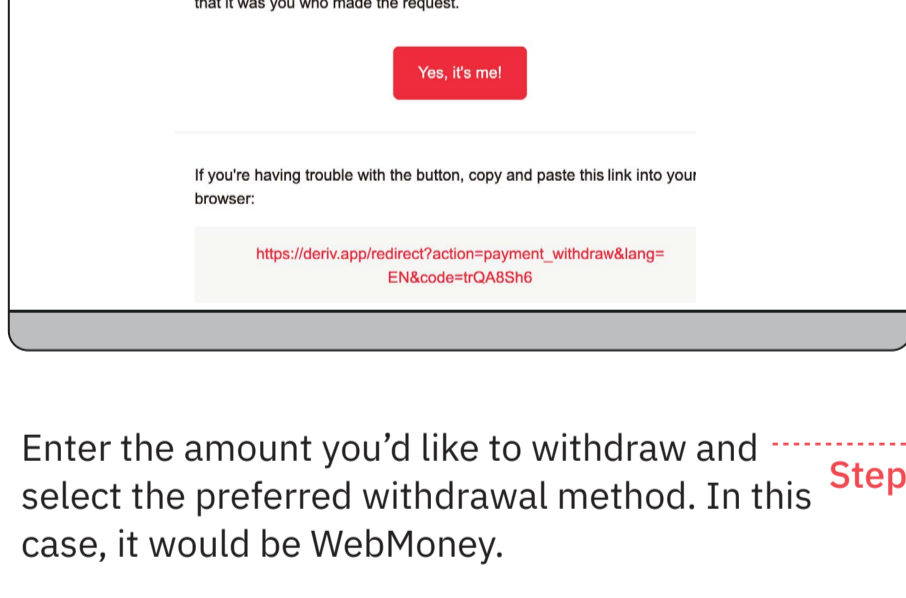 that it was you who made the request.
Yes, it's me!
If you're having trouble with the button, copy and paste this link into your
browser:
https://deriv.app/redirect?action=payment_withdraw&lang=
EN&code=trQA8Sh6
Enter the amount you’d like to withdraw and
Step
select the preferred withdrawal method. In this
case, it would be WebMoney.